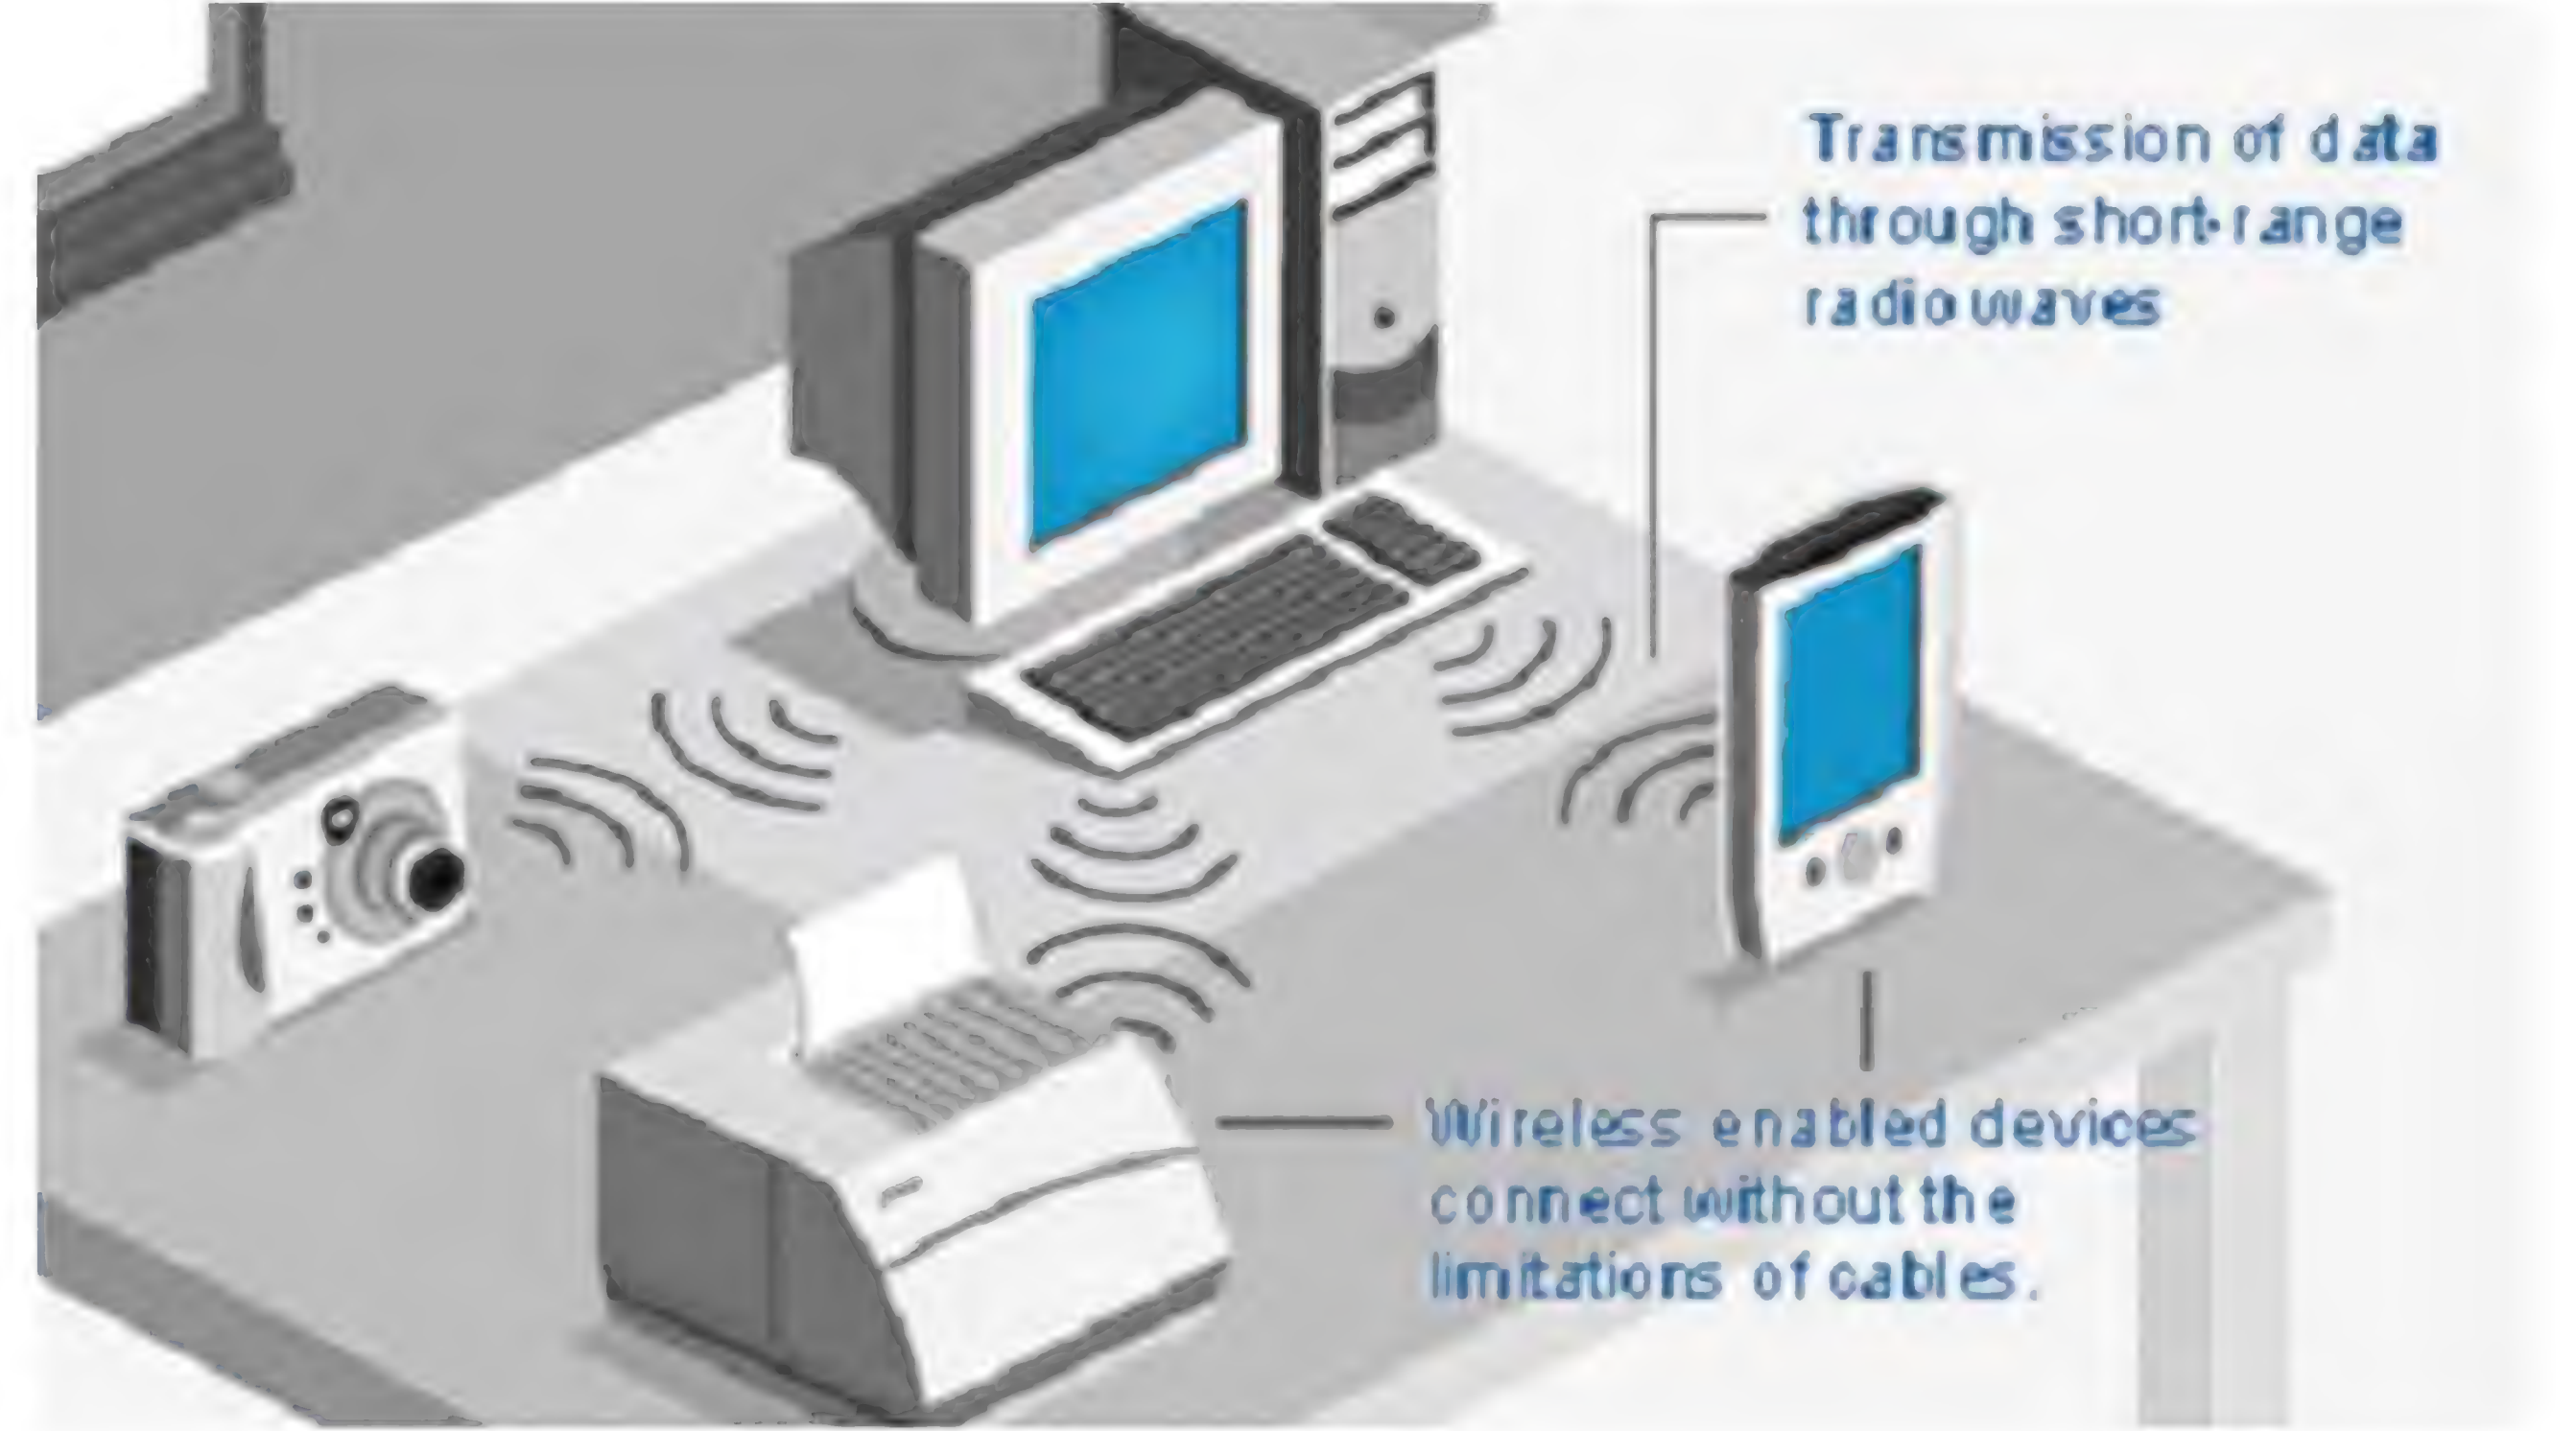 Transmission of data
through short-range
radio waves
Wireless enabled devices
connect without the
limitations of cables.